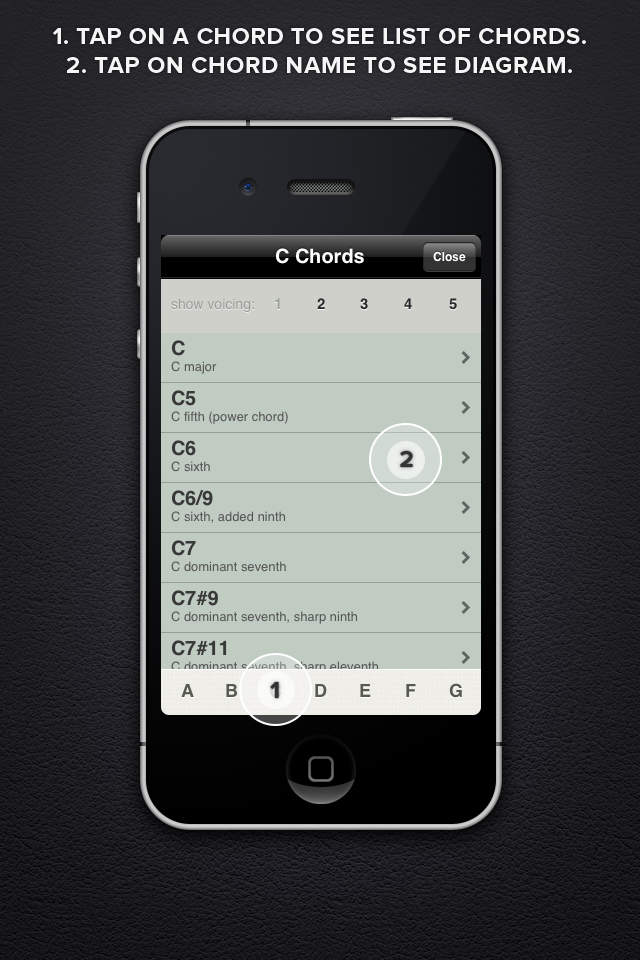 1. TAP ON A CHORD TO SEE LIST OF CHORDS.
2. TAP ON CHORD NAME TO SEE DIAGRAM.
C Chords Close
show voicing: 1 2 3 4 5
C
C major
C5
C fifth (power chord)
C6
C sixth
2
C6/9
C sixth, added ninth
C7
C dominant seventh
C7#9
C dominant seventh, sharp ninth
C7#11
C dominant seventh, sharp eleventh
A B 1 D E F G